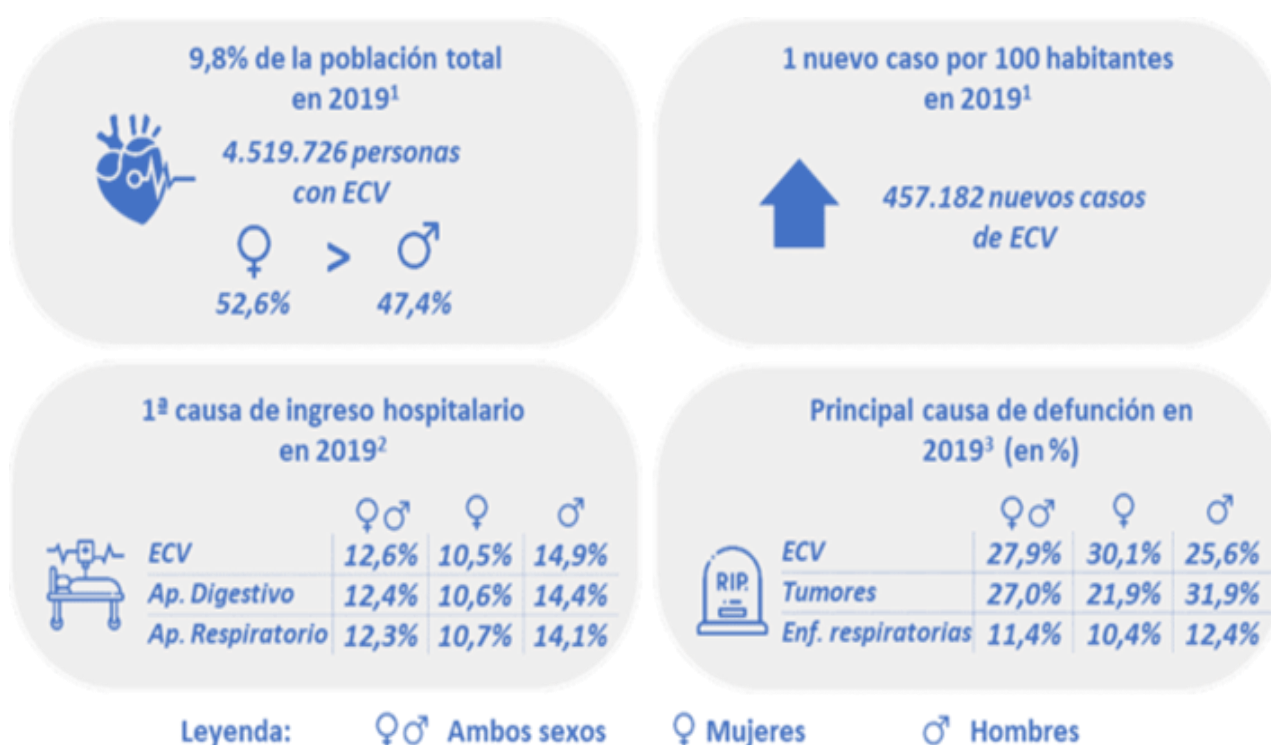 9,8% de la población total
en 2019¹
4.519.726 personas
con ECV
♀ > ♂
52,6% 47,4%
1 nuevo caso por 100 habitantes
en 2019¹
457.182 nuevos casos
de ECV
1ª causa de ingreso hospitalario
en 2019²
♀♂ ♀ ♂
ECV 12,6% 10,5% 14,9%
Ap. Digestivo 12,4% 10,6% 14,4%
Ap. Respiratorio 12,3% 10,7% 14,1%
Principal causa de defunción en
2019³ (en %)
♀♂ ♀ ♂
RIP.
ECV 27,9% 30,1% 25,6%
Tumores 27,0% 21,9% 31,9%
Enf. respiratorias 11,4% 10,4% 12,4%
Leyenda: ♀♂ Ambos sexos ♀ Mujeres ♂ Hombres